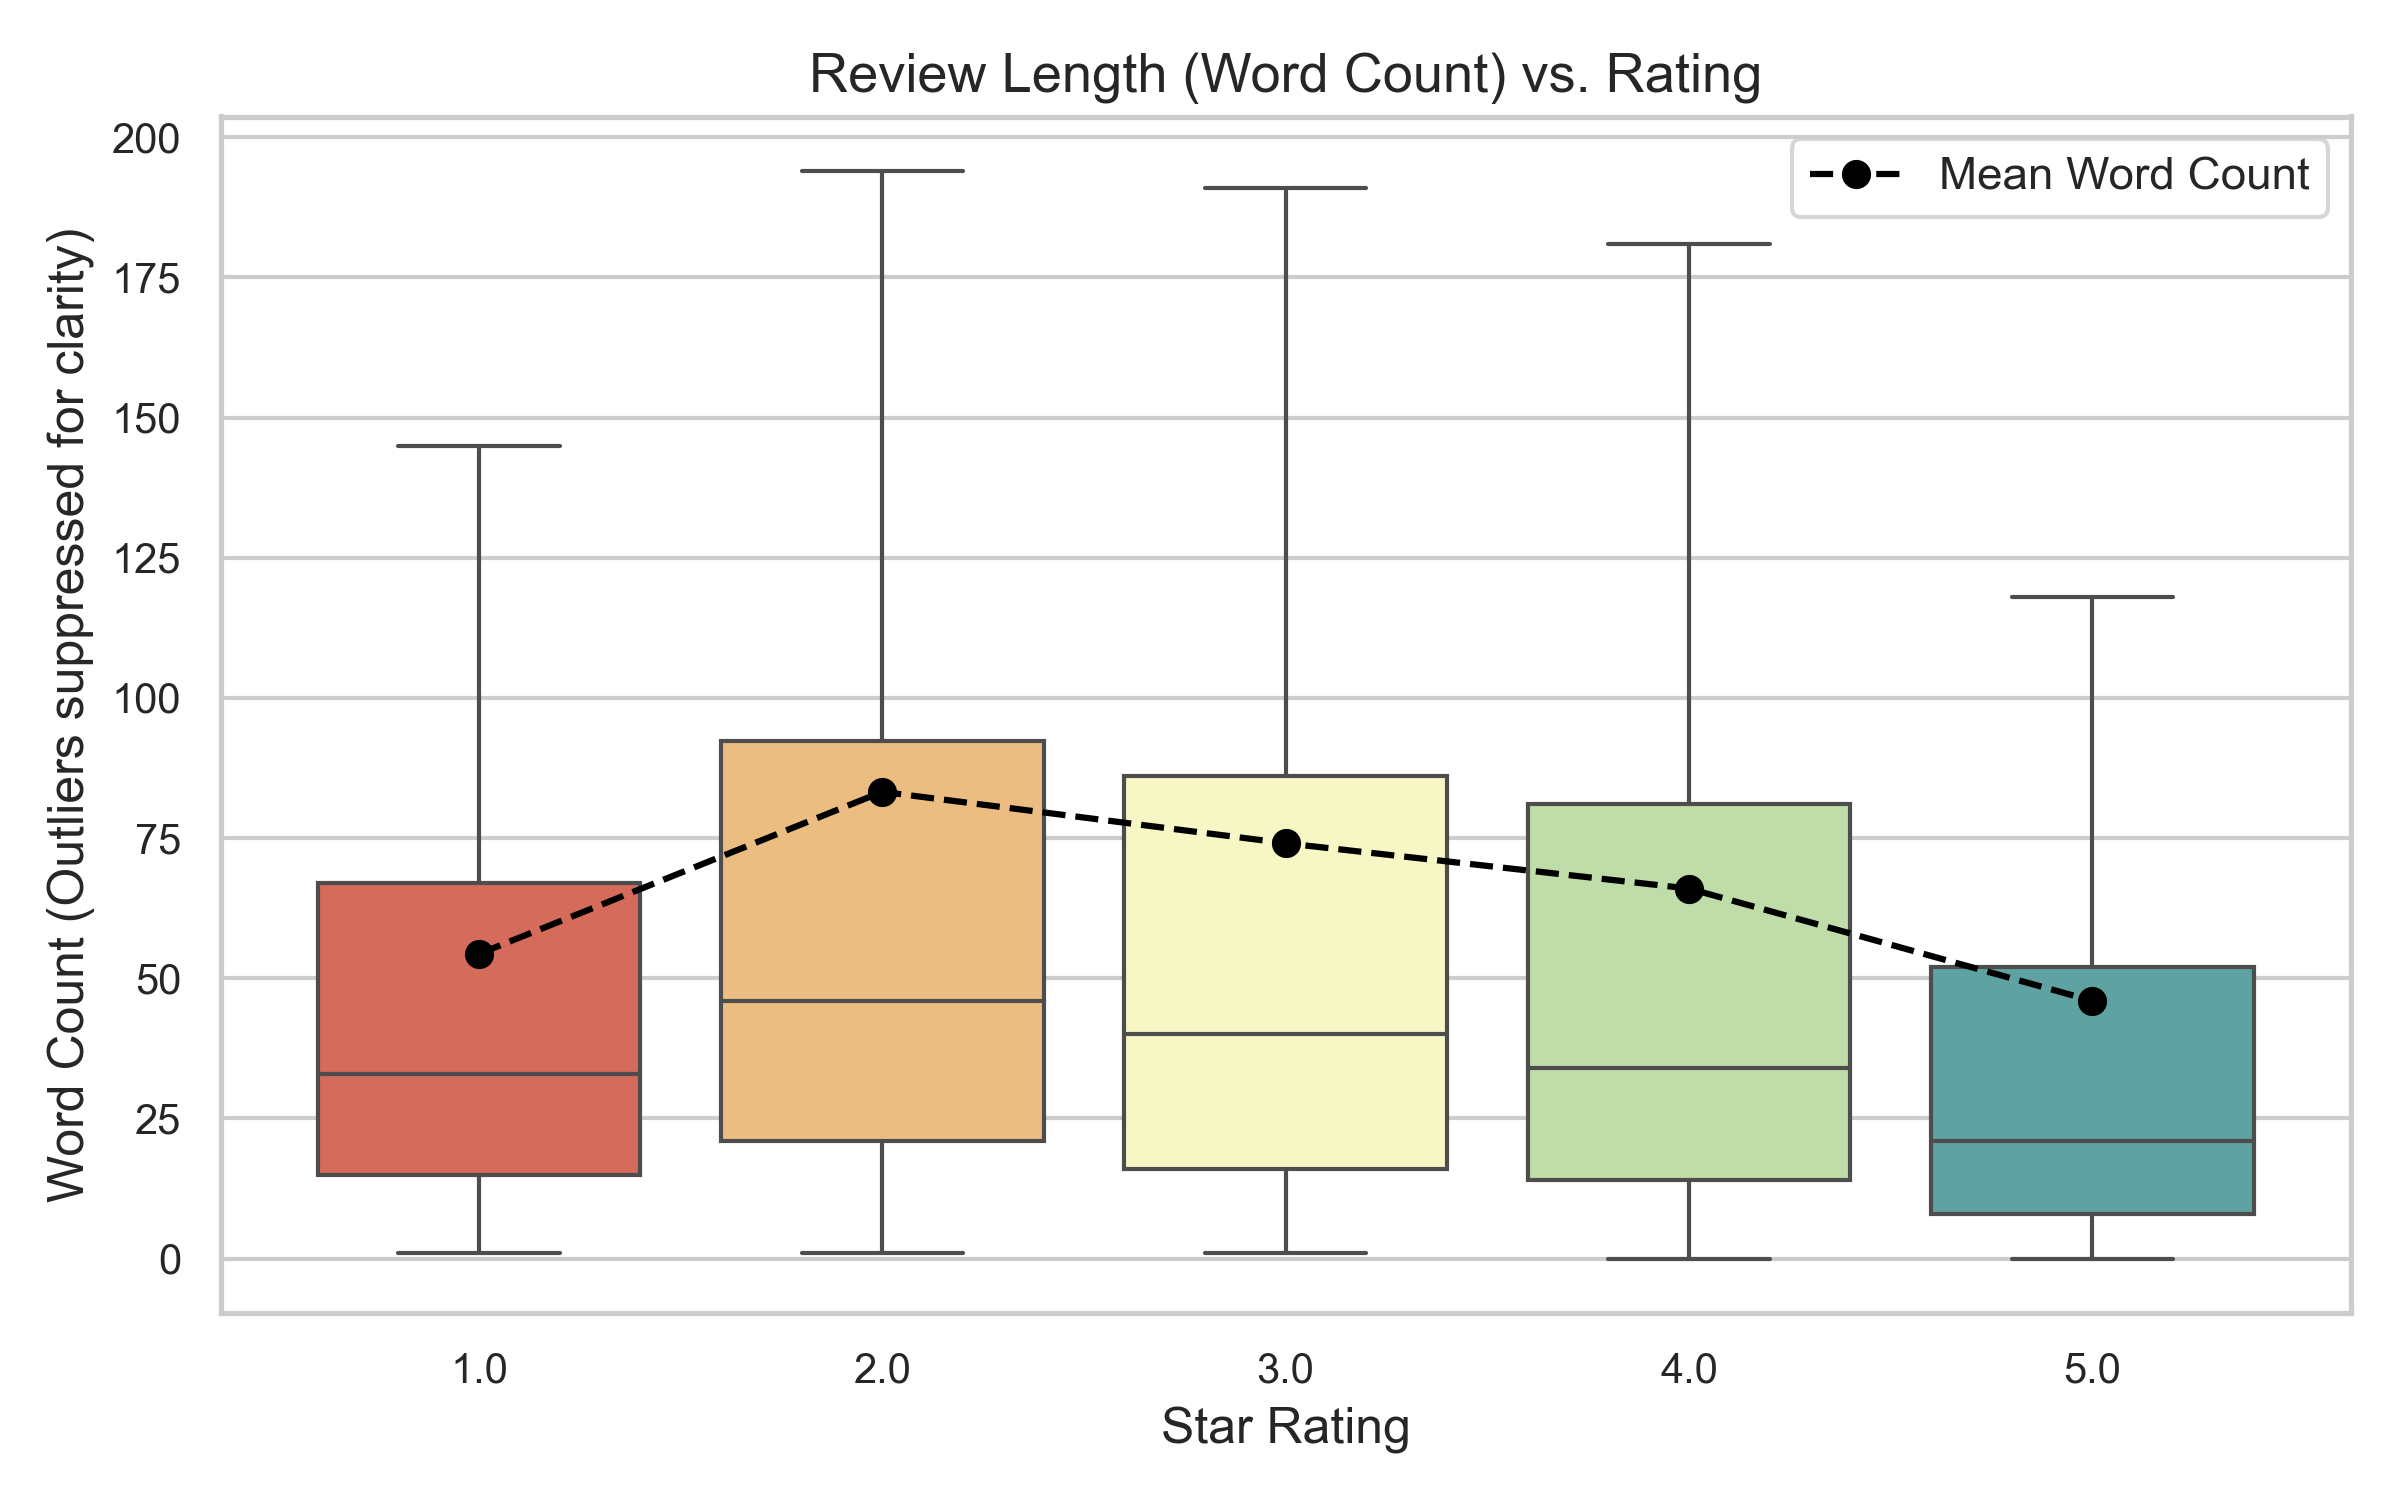 Review Length (Word Count) vs. Rating
Mean Word Count
Word Count (Outliers suppressed for clarity)
200
175
150
125
100
75
50
25
0
1.0 2.0 3.0 4.0 5.0
Star Rating